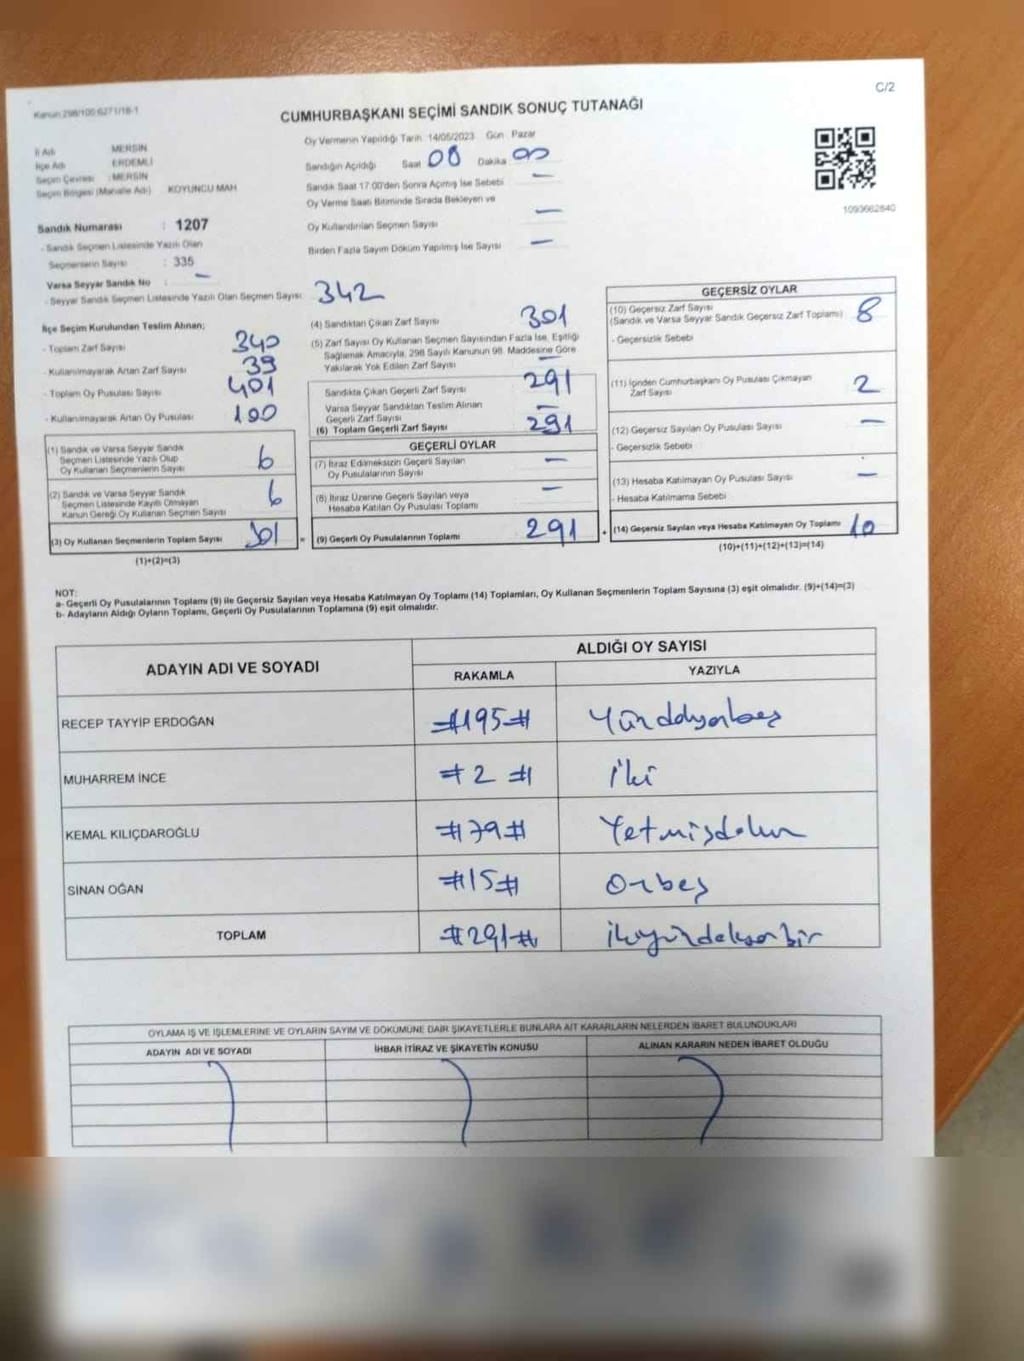 C/2
Kanun 298/100 6271/18-1
CUMHURBAŞKANI SEÇİMİ SANDIK SONUÇ TUTANAĞI
Oy Vermenin Yapıldığı Tarih 14/05/2023 Gün Pazar
İl Adı MERSİN
İlçe Adı ERDEMLİ
Seçim Çevresi : MERSİN
Seçim Bölgesi (Mahalle Adı) KOYUNCU MAH
Sandığın Açıldığı Saat 08 Dakika 00
Sandık Saat 17:00'den Sonra Açılmış İse Sebebi —
Oy Verme Saati Bitiminde Sırada Bekleyen ve
Oy Kullandırılan Seçmen Sayısı —
Birden Fazla Sayım Döküm Yapılmış İse Sayısı —
1093662840
Sandık Numarası : 1207
- Sandık Seçmen Listesinde Yazılı Olan
Seçmenlerin Sayısı : 335
Varsa Seyyar Sandık No : —
- Seyyar Sandık Seçmen Listesinde Yazılı Olan Seçmen Sayısı 342
İlçe Seçim Kurulundan Teslim Alınan;
- Toplam Zarf Sayısı 340
- Kullanılmayarak Artan Zarf Sayısı 39
- Toplam Oy Pusulası Sayısı 401
- Kullanılmayarak Artan Oy Pusulası 100
(1) Sandık ve Varsa Seyyar Sandık
Seçmen Listesinde Yazılı Olup
Oy Kullanan Seçmenlerin Sayısı 6
(2) Sandık ve Varsa Seyyar Sandık
Seçmen Listesinde Kayıtlı Olmayan
Kanun Gereği Oy Kullanan Seçmen Sayısı 6
(3) Oy Kullanan Seçmenlerin Toplam Sayısı 301
(1)+(2)=(3)
(4) Sandıktan Çıkan Zarf Sayısı 301
(5) Zarf Sayısı Oy Kullanan Seçmen Sayısından Fazla İse, Eşitliği
Sağlamak Amacıyla, 298 Sayılı Kanunun 98. Maddesine Göre
Yakılarak Yok Edilen Zarf Sayısı —
Sandıkta Çıkan Geçerli Zarf Sayısı 291
Varsa Seyyar Sandıktan Teslim Alınan
Geçerli Zarf Sayısı —
(6) Toplam Geçerli Zarf Sayısı 291
GEÇERLİ OYLAR
(7) İtiraz Edilmeksizin Geçerli Sayılan
Oy Pusulalarının Sayısı —
(8) İtiraz Üzerine Geçerli Sayılan veya
Hesaba Katılan Oy Pusulası Toplamı —
= (9) Geçerli Oy Pusulalarının Toplamı 291
GEÇERSİZ OYLAR
(10) Geçersiz Zarf Sayısı
(Sandık ve Varsa Seyyar Sandık Geçersiz Zarf Toplamı) 8
- Geçersizlik Sebebi
(11) İçinden Cumhurbaşkanı Oy Pusulası Çıkmayan
Zarf Sayısı 2
(12) Geçersiz Sayılan Oy Pusulası Sayısı —
- Geçersizlik Sebebi
(13) Hesaba Katılmayan Oy Pusulası Sayısı —
- Hesaba Katılmama Sebebi
+ (14) Geçersiz Sayılan veya Hesaba Katılmayan Oy Toplamı 10
(10)+(11)+(12)+(13)=(14)
NOT:
a- Geçerli Oy Pusulalarının Toplamı (9) ile Geçersiz Sayılan veya Hesaba Katılmayan Oy Toplamı (14) Toplamları, Oy Kullanan Seçmenlerin Toplam Sayısına (3) eşit olmalıdır. (9)+(14)=(3)
b- Adayların Aldığı Oyların Toplamı, Geçerli Oy Pusulalarının Toplamına (9) eşit olmalıdır.
ADAYIN ADI VE SOYADI
ALDIĞI OY SAYISI
RAKAMLA YAZIYLA
RECEP TAYYİP ERDOĞAN #195# Yüzdoksanbeş
MUHARREM İNCE #2# İki
KEMAL KILIÇDAROĞLU #79# Yetmişdokuz
SİNAN OĞAN #15# Onbeş
TOPLAM #291# ikiyüzdoksanbir
OYLAMA İŞ VE İŞLEMLERİNE VE OYLARIN SAYIM VE DÖKÜMÜNE DAİR ŞİKAYETLERLE BUNLARA AİT KARARLARIN NELERDEN İBARET BULUNDUKLARI
ADAYIN ADI VE SOYADI İHBAR İTİRAZ VE ŞİKAYETİN KONUSU ALINAN KARARIN NEDEN İBARET OLDUĞU